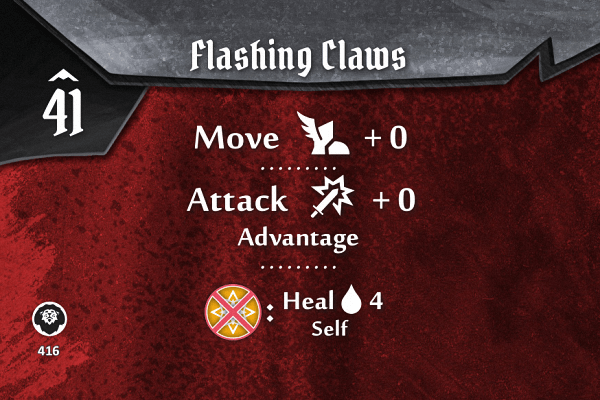 Flashing Claws
41
Move + 0
Attack + 0
Advantage
: Heal 4
Self
416